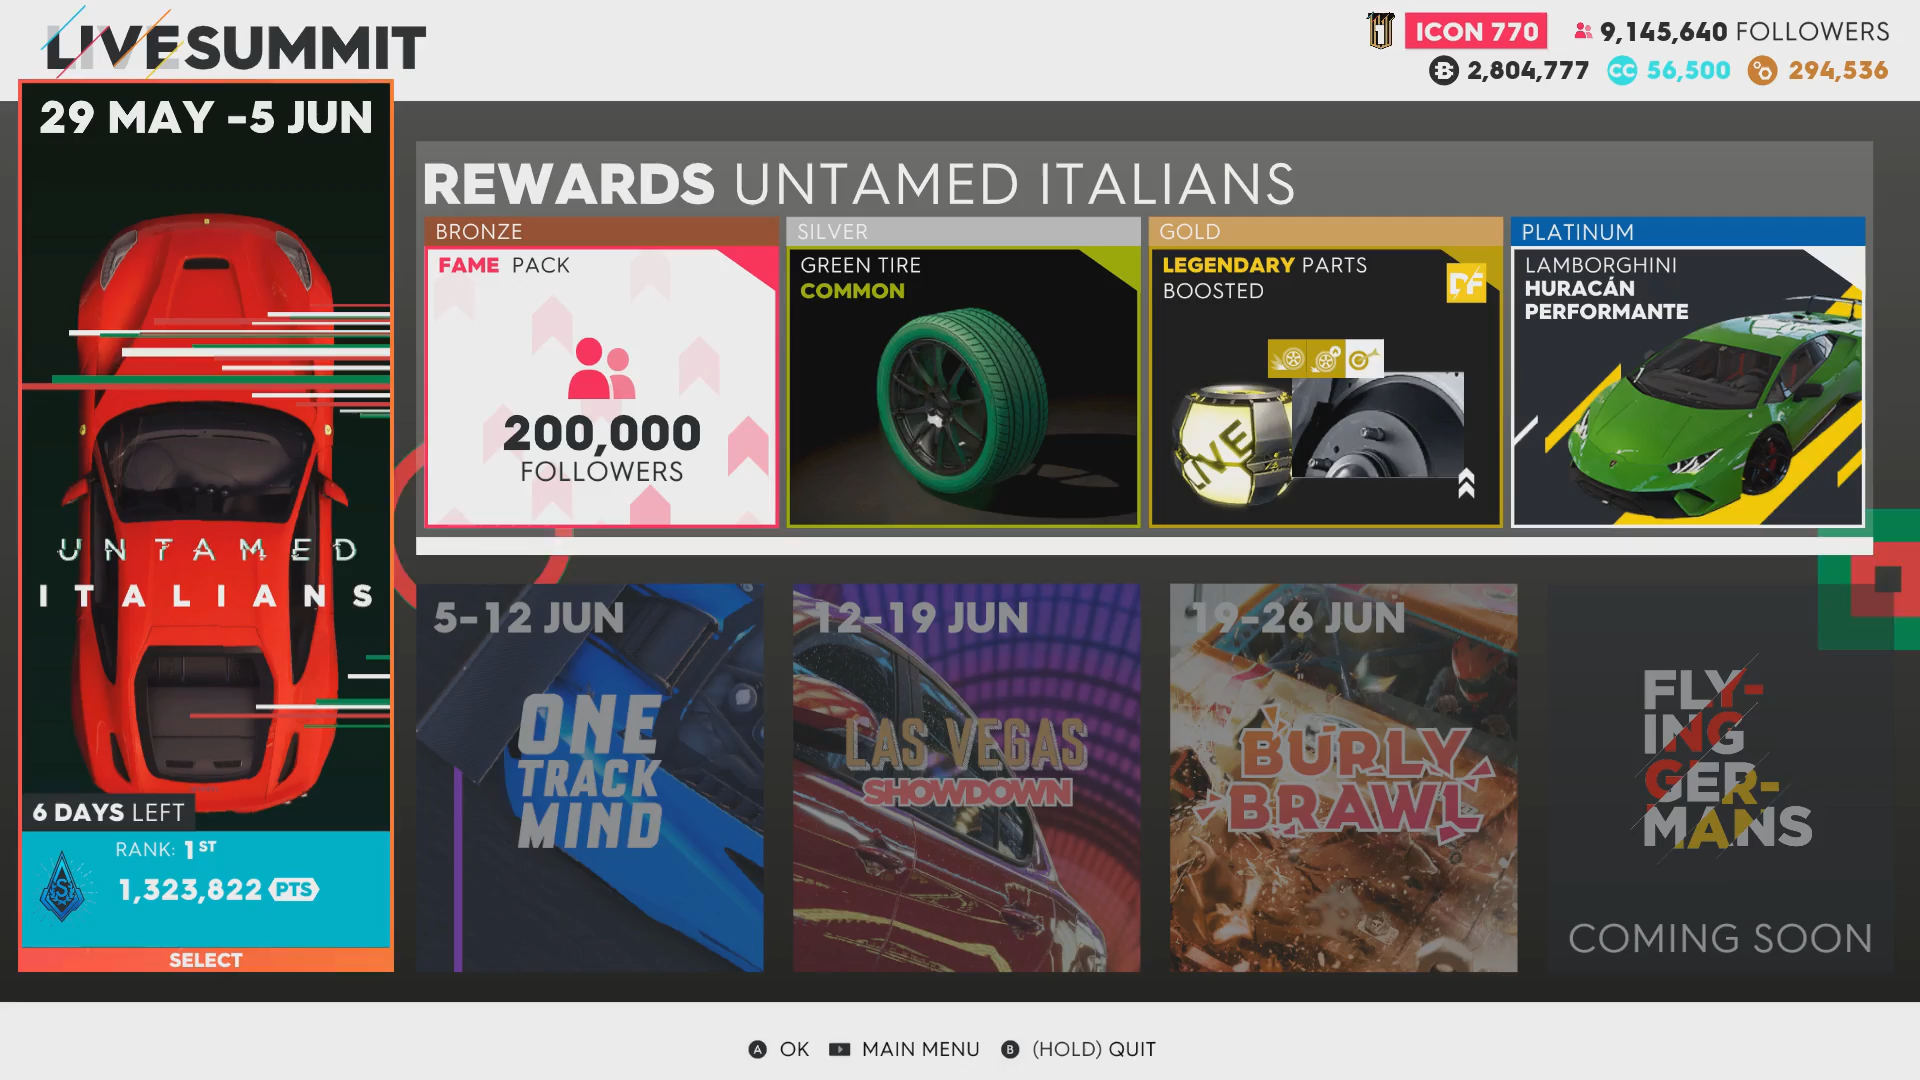 LIVESUMMIT
ICON 770
9,145,640 FOLLOWERS
2,804,777
CC 56,500
294,536
29 MAY -5 JUN
UNTAMED
ITALIANS
6 DAYS LEFT
RANK: 1ST
1,323,822 PTS
SELECT
REWARDS UNTAMED ITALIANS
BRONZE
FAME PACK
200,000
FOLLOWERS
SILVER
GREEN TIRE
COMMON
GOLD
LEGENDARY PARTS
BOOSTED
LIVE
PLATINUM
LAMBORGHINI
HURACÁN
PERFORMANTE
5-12 JUN
ONE
TRACK
MIND
12-19 JUN
LAS VEGAS
SHOWDOWN
19-26 JUN
BURLY
BRAWL
FLY-
ING
GER-
MANS
COMING SOON
A OK
MAIN MENU
B (HOLD) QUIT